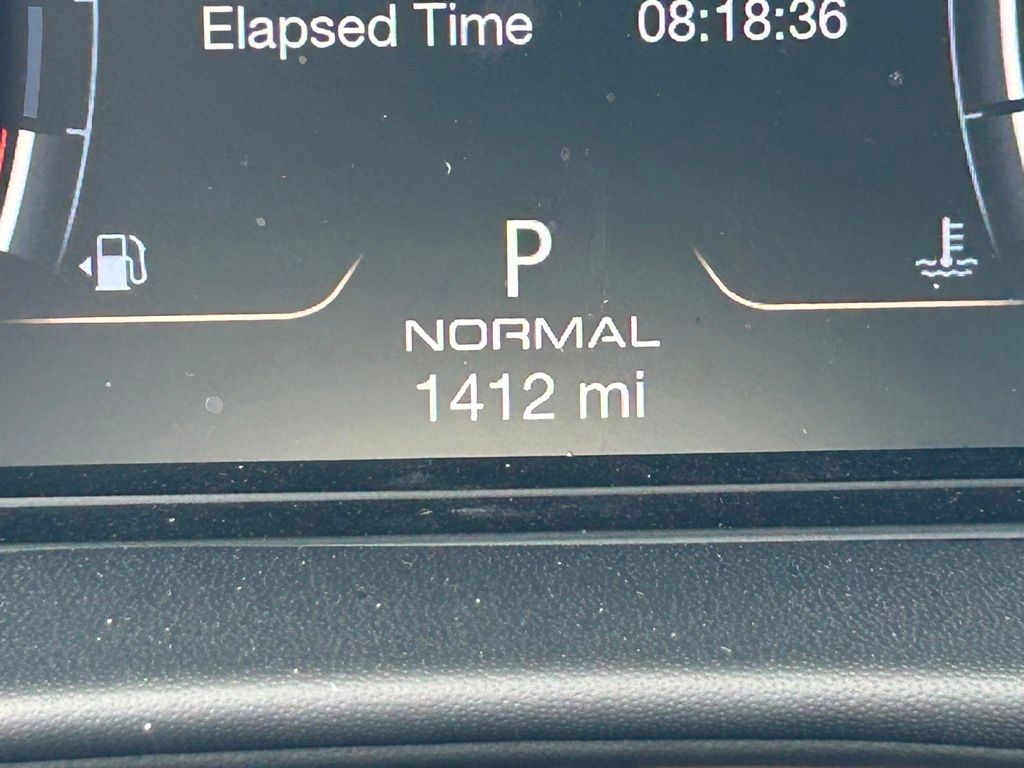 Elapsed Time 08:18:36
P
NORMAL
1412 mi